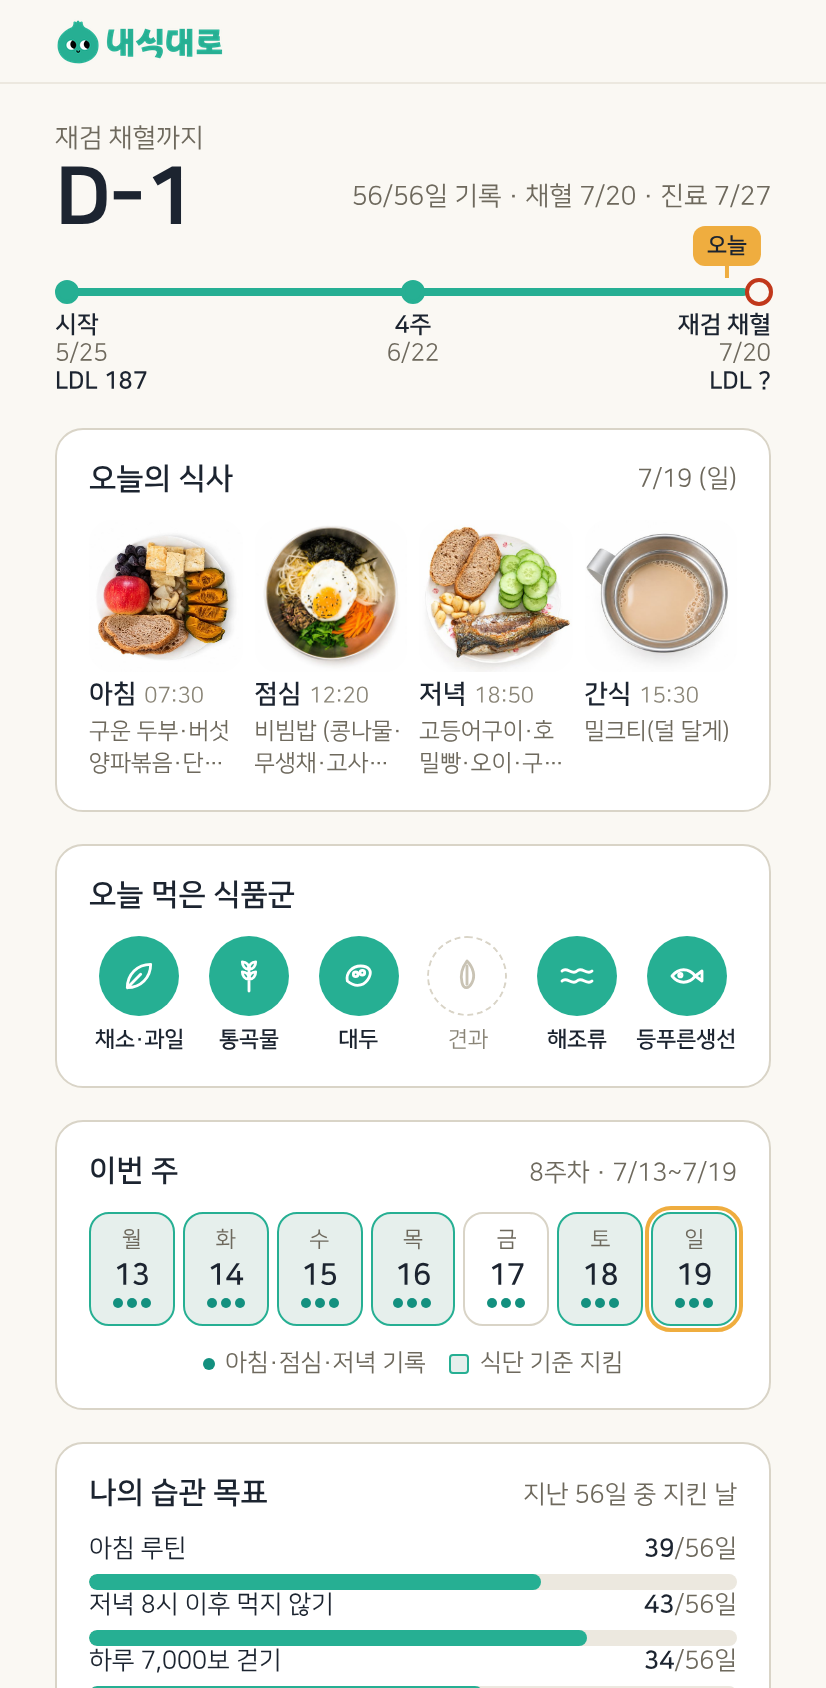 내식대로
재검 채혈까지
D-1
56/56일 기록 · 채혈 7/20 · 진료 7/27
오늘
시작
5/25
LDL 187
4주
6/22
재검 채혈
7/20
LDL ?
오늘의 식사
7/19 (일)
아침 07:30
구운 두부·버섯
양파볶음·단…
점심 12:20
비빔밥 (콩나물·
무생채·고사…
저녁 18:50
고등어구이·호
밀빵·오이·구…
간식 15:30
밀크티(덜 달게)
오늘 먹은 식품군
채소·과일
통곡물
대두
견과
해조류
등푸른생선
이번 주
8주차 · 7/13~7/19
월
13
화
14
수
15
목
16
금
17
토
18
일
19
아침·점심·저녁 기록
식단 기준 지킴
나의 습관 목표
지난 56일 중 지킨 날
아침 루틴
39/56일
저녁 8시 이후 먹지 않기
43/56일
하루 7,000보 걷기
34/56일